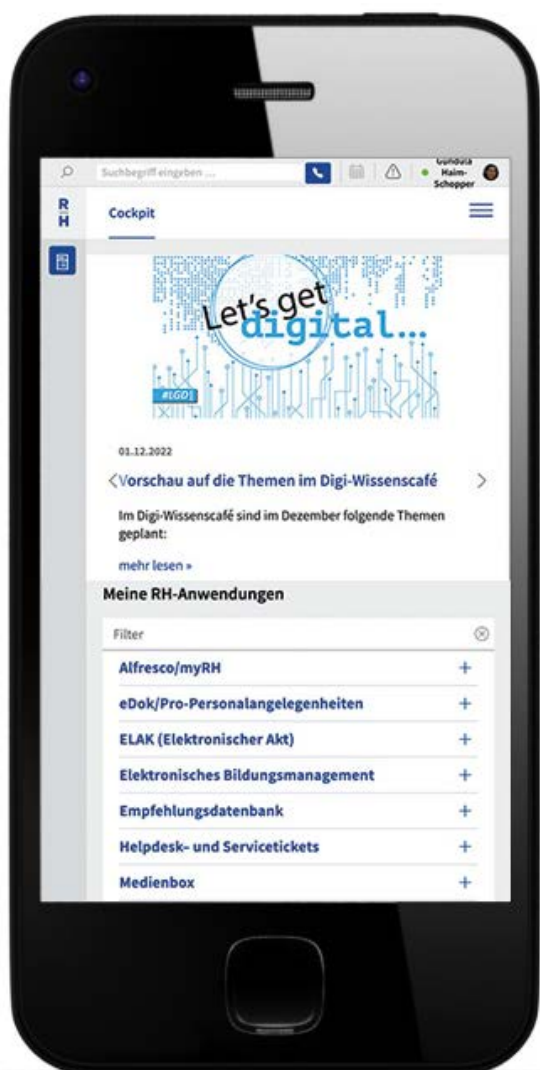 Suchbegriff eingeben ...
Gundula
Haim-
Schopper
R
H
Cockpit
Let's get
digital...
#LGD|
01.12.2022
Vorschau auf die Themen im Digi-Wissenscafé
Im Digi-Wissenscafé sind im Dezember folgende Themen
geplant:
mehr lesen »
Meine RH-Anwendungen
Filter
Alfresco/myRH
eDok/Pro-Personalangelegenheiten
ELAK (Elektronischer Akt)
Elektronisches Bildungsmanagement
Empfehlungsdatenbank
Helpdesk- und Servicetickets
Medienbox